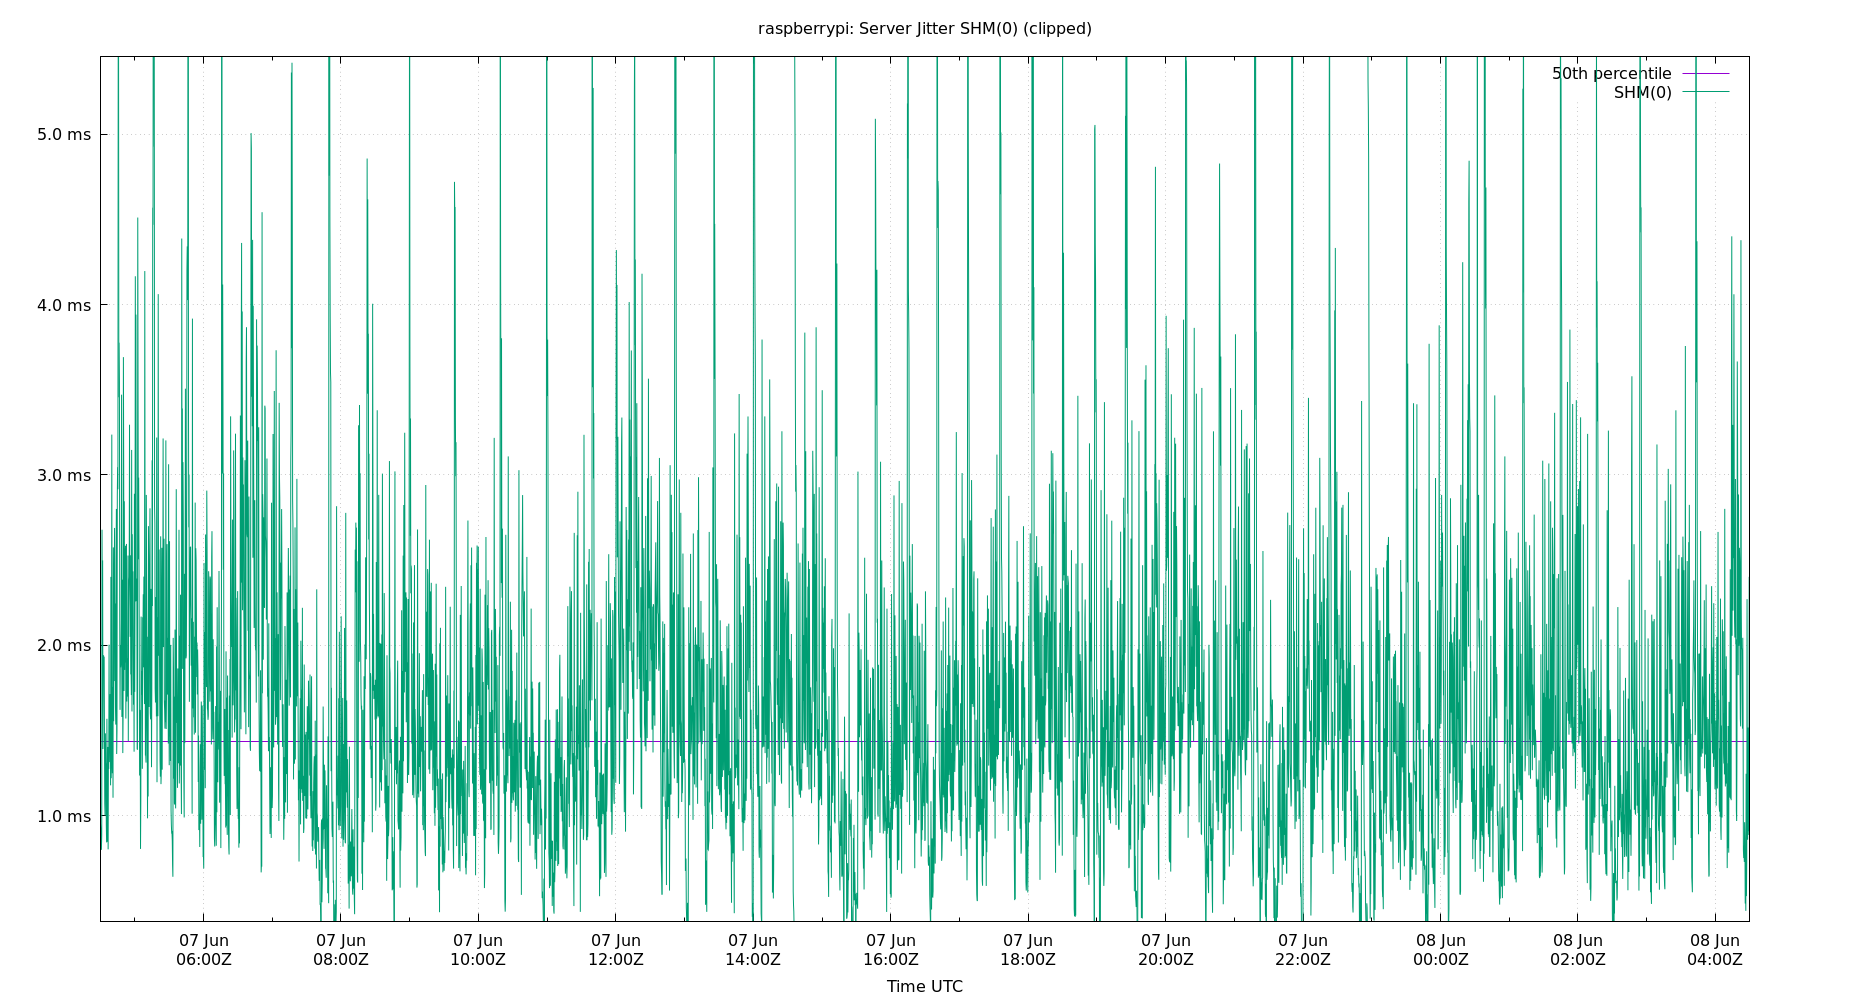 raspberrypi: Server Jitter SHM(0) (clipped)
50th percentile
SHM(0)
5.0 ms
4.0 ms
3.0 ms
2.0 ms
1.0 ms
07 Jun 07 Jun 07 Jun 07 Jun 07 Jun 07 Jun 07 Jun 07 Jun 07 Jun 08 Jun 08 Jun 08 Jun
06:00Z 08:00Z 10:00Z 12:00Z 14:00Z 16:00Z 18:00Z 20:00Z 22:00Z 00:00Z 02:00Z 04:00Z
Time UTC